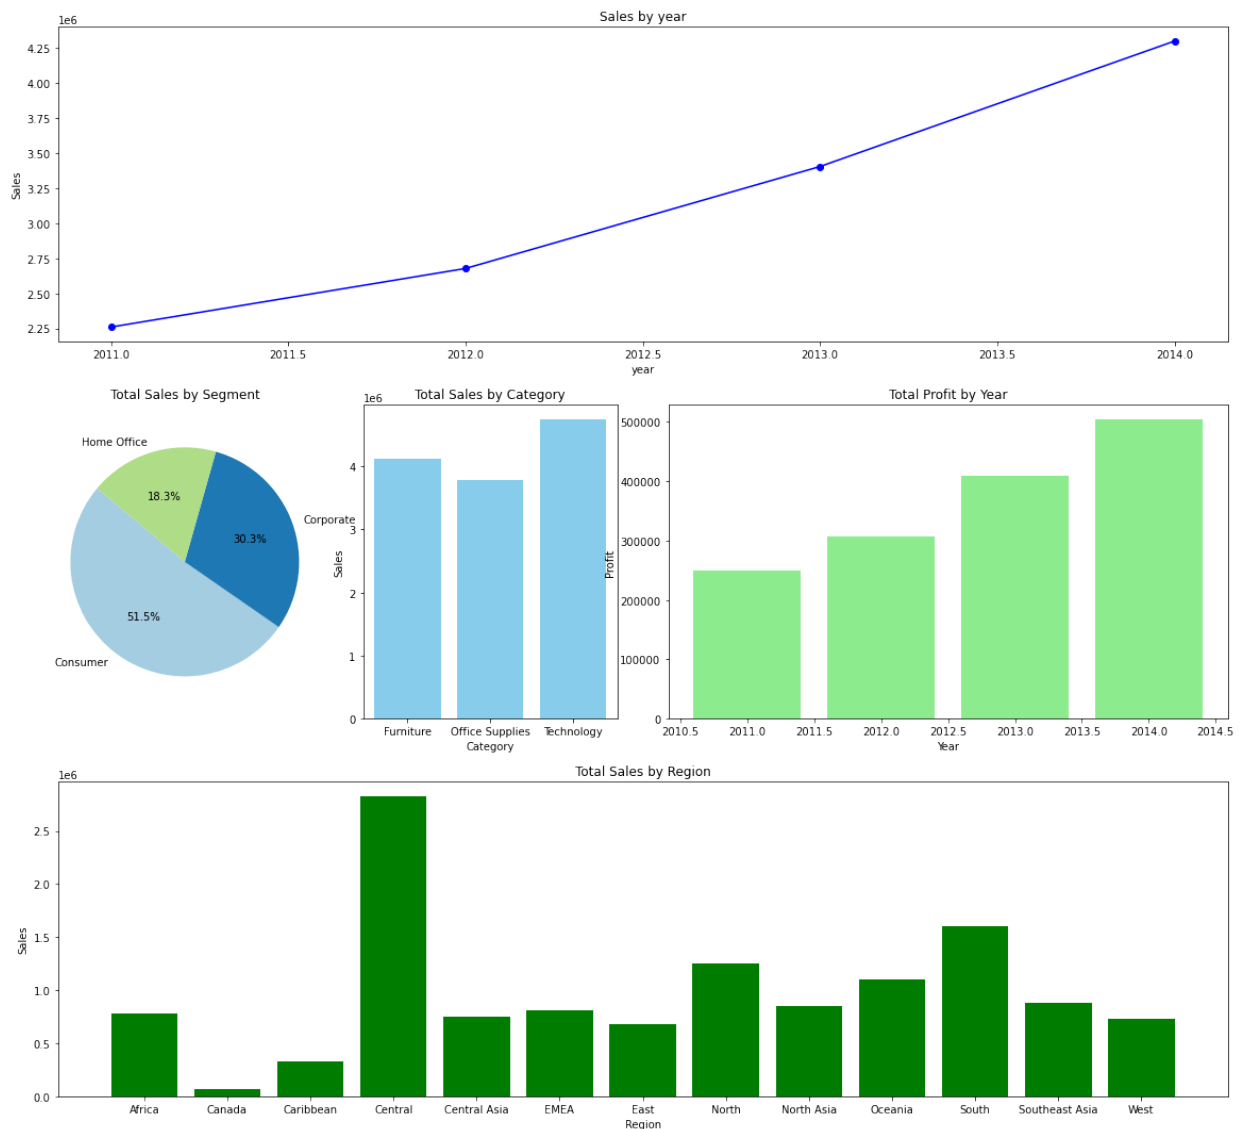 Sales by year
1e6
4.25
4.00
3.75
3.50
3.25
3.00
2.75
2.50
2.25
Sales
2011.0 2011.5 2012.0 2012.5 2013.0 2013.5 2014.0
year
Total Sales by Segment
Home Office
18.3%
Corporate
30.3%
51.5%
Consumer
Total Sales by Category
1e6
4
3
2
1
0
Sales
Furniture Office Supplies Technology
Category
Total Profit by Year
500000
400000
300000
200000
100000
0
Profit
2010.5 2011.0 2011.5 2012.0 2012.5 2013.0 2013.5 2014.0 2014.5
Year
Total Sales by Region
1e6
2.5
2.0
1.5
1.0
0.5
0.0
Sales
Africa Canada Caribbean Central Central Asia EMEA East North North Asia Oceania South Southeast Asia West
Region